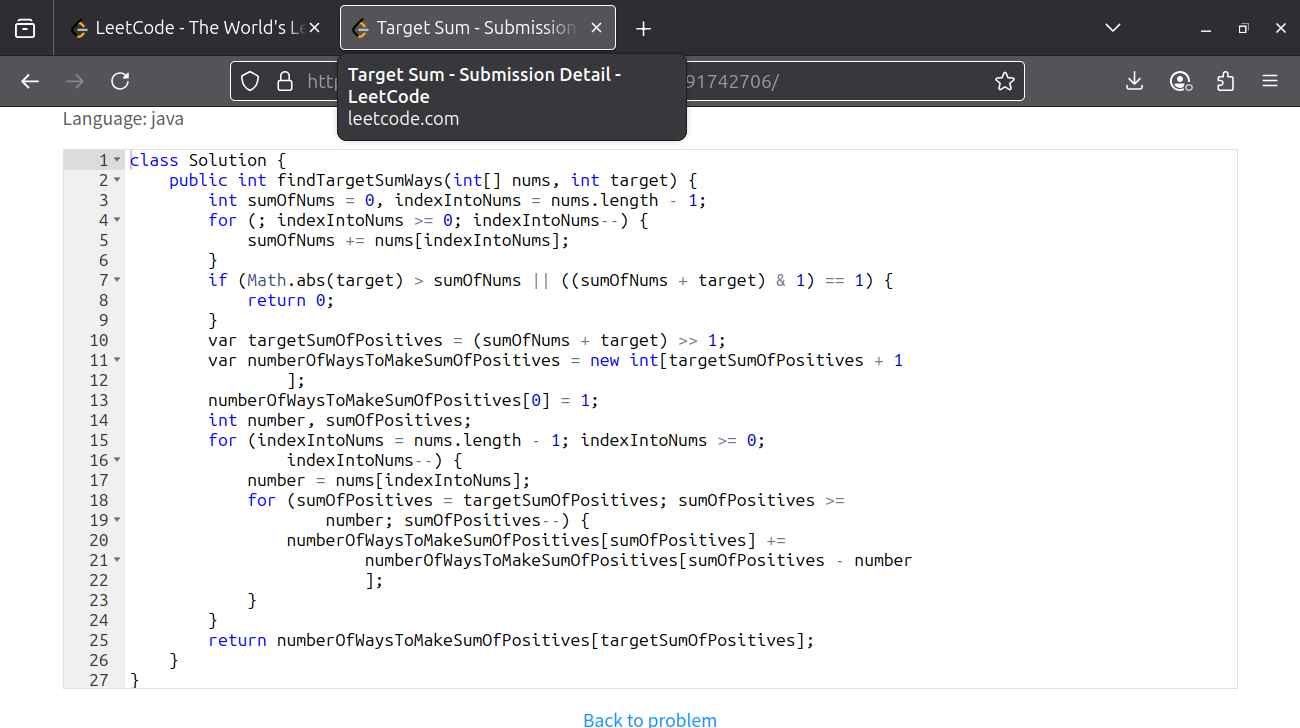 LeetCode - The World's Le
Target Sum - Submission
Target Sum - Submission Detail -
LeetCode
leetcode.com
91742706/
Language: java
1 class Solution {
2     public int findTargetSumWays(int[] nums, int target) {
3         int sumOfNums = 0, indexIntoNums = nums.length - 1;
4         for (; indexIntoNums >= 0; indexIntoNums--) {
5             sumOfNums += nums[indexIntoNums];
6         }
7         if (Math.abs(target) > sumOfNums || ((sumOfNums + target) & 1) == 1) {
8             return 0;
9         }
10         var targetSumOfPositives = (sumOfNums + target) >> 1;
11         var numberOfWaysToMakeSumOfPositives = new int[targetSumOfPositives + 1
12                 ];
13         numberOfWaysToMakeSumOfPositives[0] = 1;
14         int number, sumOfPositives;
15         for (indexIntoNums = nums.length - 1; indexIntoNums >= 0;
16                 indexIntoNums--) {
17             number = nums[indexIntoNums];
18             for (sumOfPositives = targetSumOfPositives; sumOfPositives >=
19                     number; sumOfPositives--) {
20                 numberOfWaysToMakeSumOfPositives[sumOfPositives] +=
21                         numberOfWaysToMakeSumOfPositives[sumOfPositives - number
22                         ];
23             }
24         }
25         return numberOfWaysToMakeSumOfPositives[targetSumOfPositives];
26     }
27 }
Back to problem